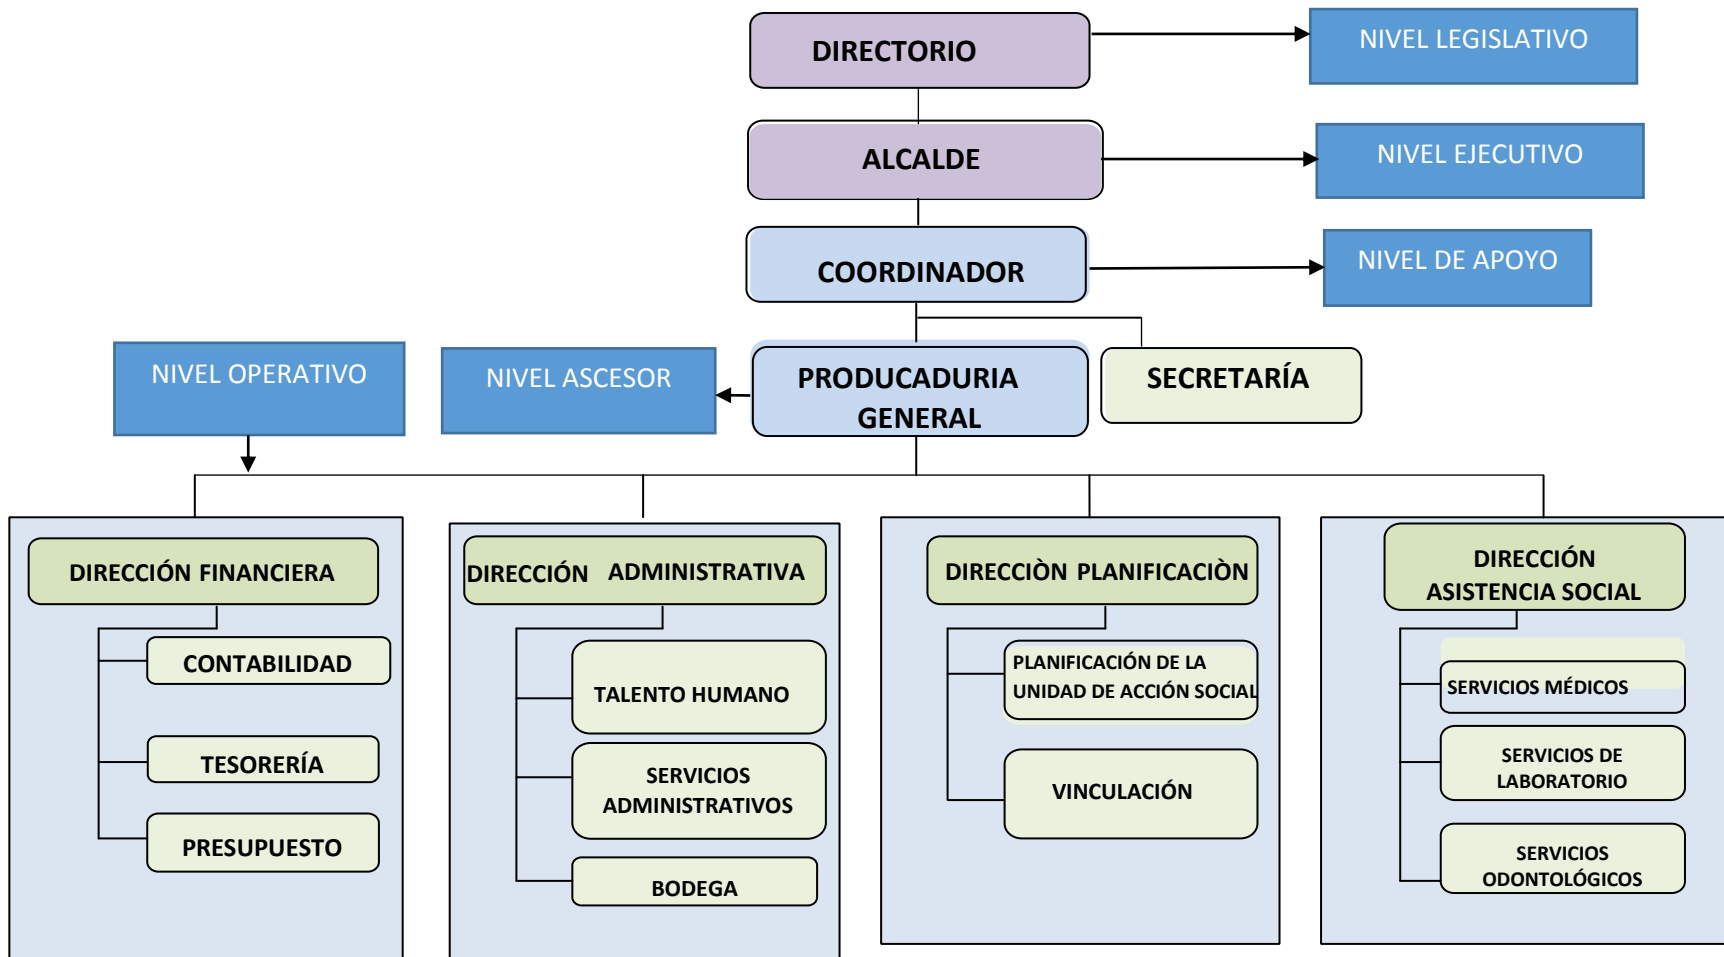 DIRECTORIO
NIVEL LEGISLATIVO
ALCALDE
NIVEL EJECUTIVO
COORDINADOR
NIVEL DE APOYO
NIVEL OPERATIVO
NIVEL ASCESOR
PRODUCADURIA
GENERAL
SECRETARÍA
DIRECCIÓN FINANCIERA
CONTABILIDAD
TESORERÍA
PRESUPUESTO
DIRECCIÓN ADMINISTRATIVA
TALENTO HUMANO
SERVICIOS
ADMINISTRATIVOS
BODEGA
DIRECCIÒN PLANIFICACIÒN
PLANIFICACIÓN DE LA
UNIDAD DE ACCIÓN SOCIAL
VINCULACIÓN
DIRECCIÓN
ASISTENCIA SOCIAL
SERVICIOS MÉDICOS
SERVICIOS DE
LABORATORIO
SERVICIOS
ODONTOLÓGICOS